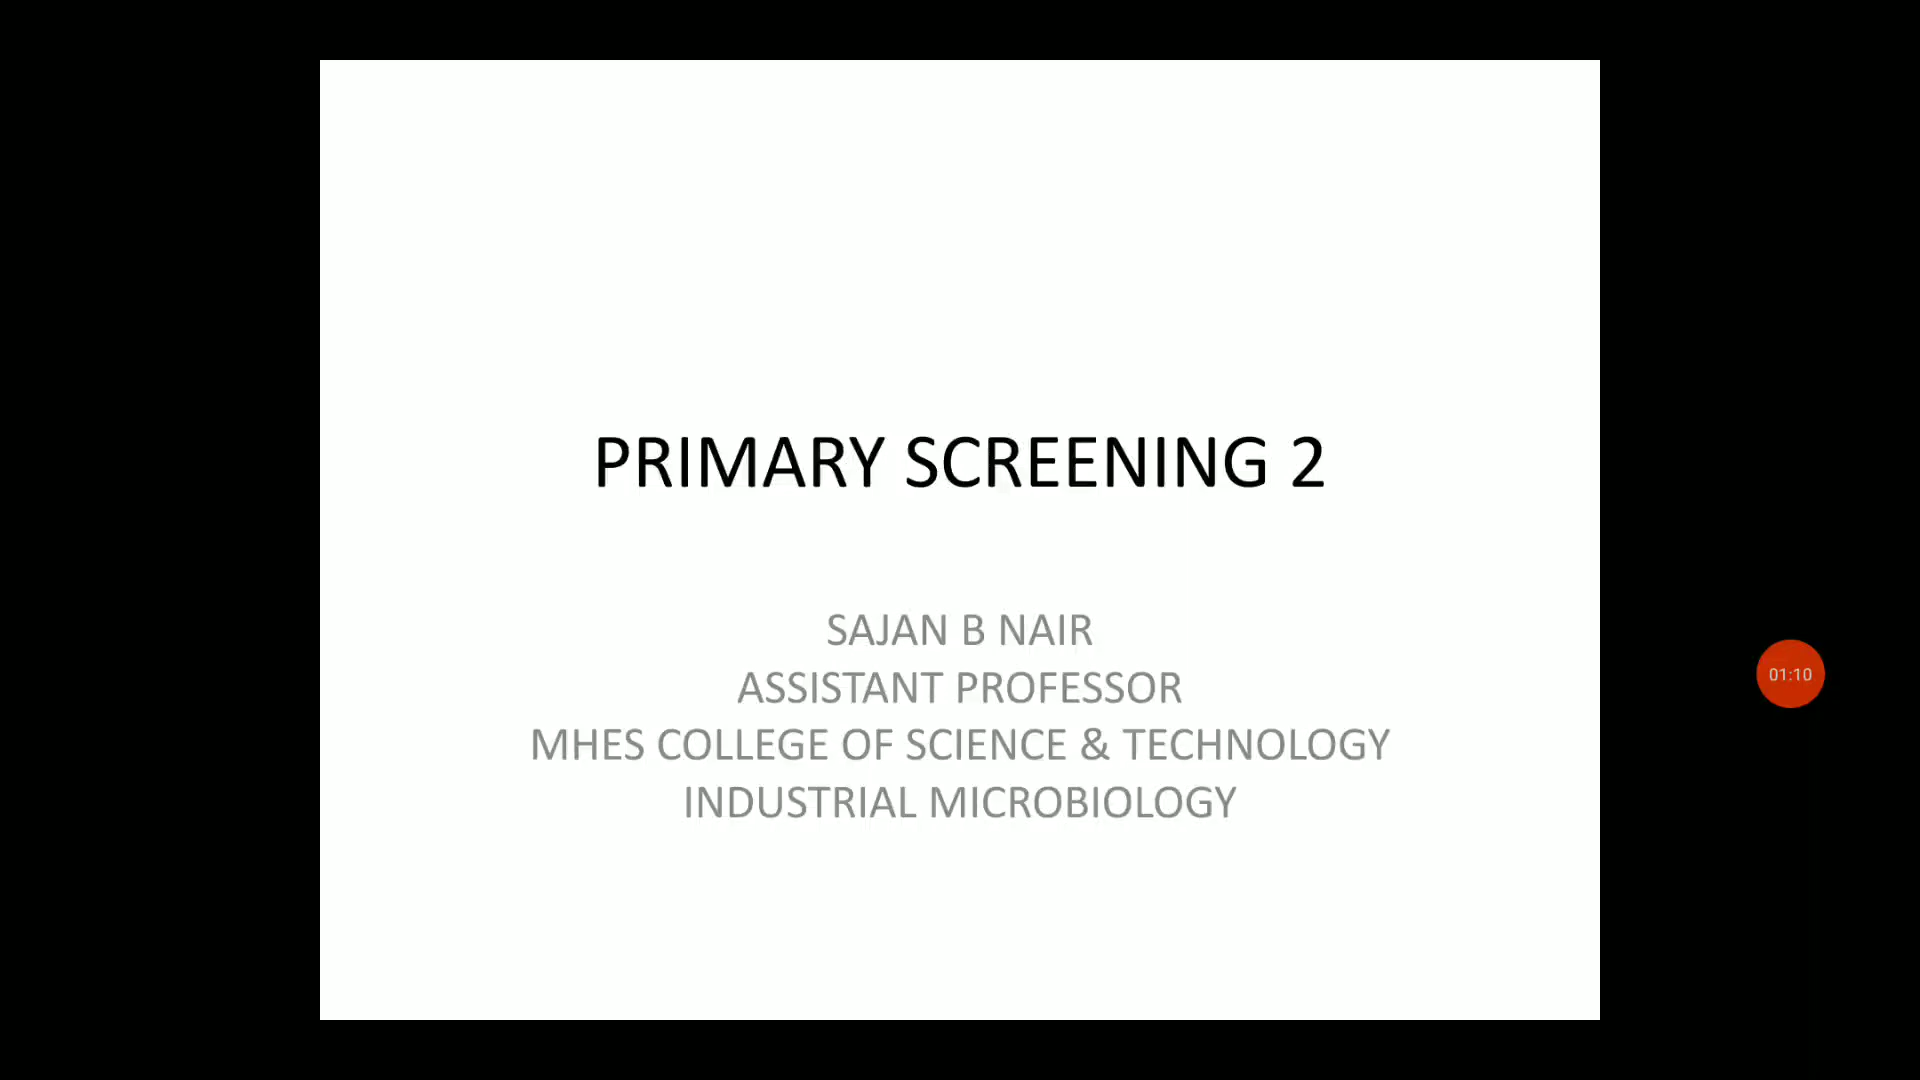 PRIMARY SCREENING 2
SAJAN B NAIR
ASSISTANT PROFESSOR
MHES COLLEGE OF SCIENCE & TECHNOLOGY
INDUSTRIAL MICROBIOLOGY
01:10